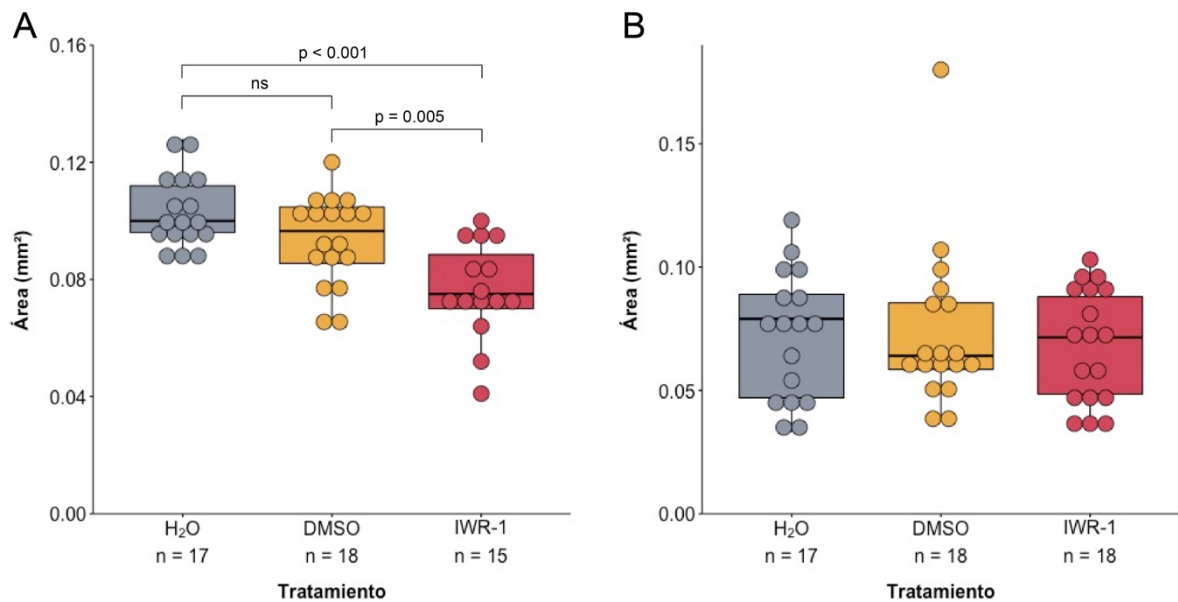 A
Área (mm²)
0.16
0.12
0.08
0.04
0.00
p < 0.001
ns
p = 0.005
H₂O DMSO IWR-1
n = 17 n = 18 n = 15
Tratamiento
B
Área (mm²)
0.15
0.10
0.05
0.00
H₂O DMSO IWR-1
n = 17 n = 18 n = 18
Tratamiento